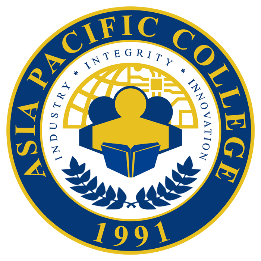 ASIA PACIFIC COLLEGE
INDUSTRY * INTEGRITY * INNOVATION
1991